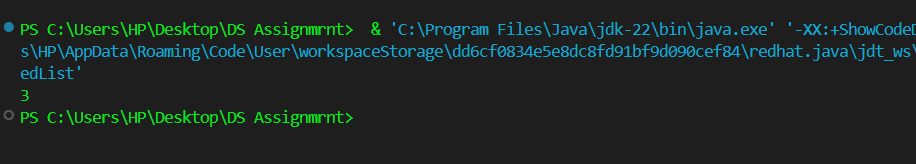 PS C:\Users\HP\Desktop\DS Assignmrnt>  & 'C:\Program Files\Java\jdk-22\bin\java.exe' '-XX:+ShowCodeD
s\HP\AppData\Roaming\Code\User\workspaceStorage\dd6cf0834e5e8dc8fd91bf9d090cef84\redhat.java\jdt_ws\
edList'
3
PS C:\Users\HP\Desktop\DS Assignmrnt>